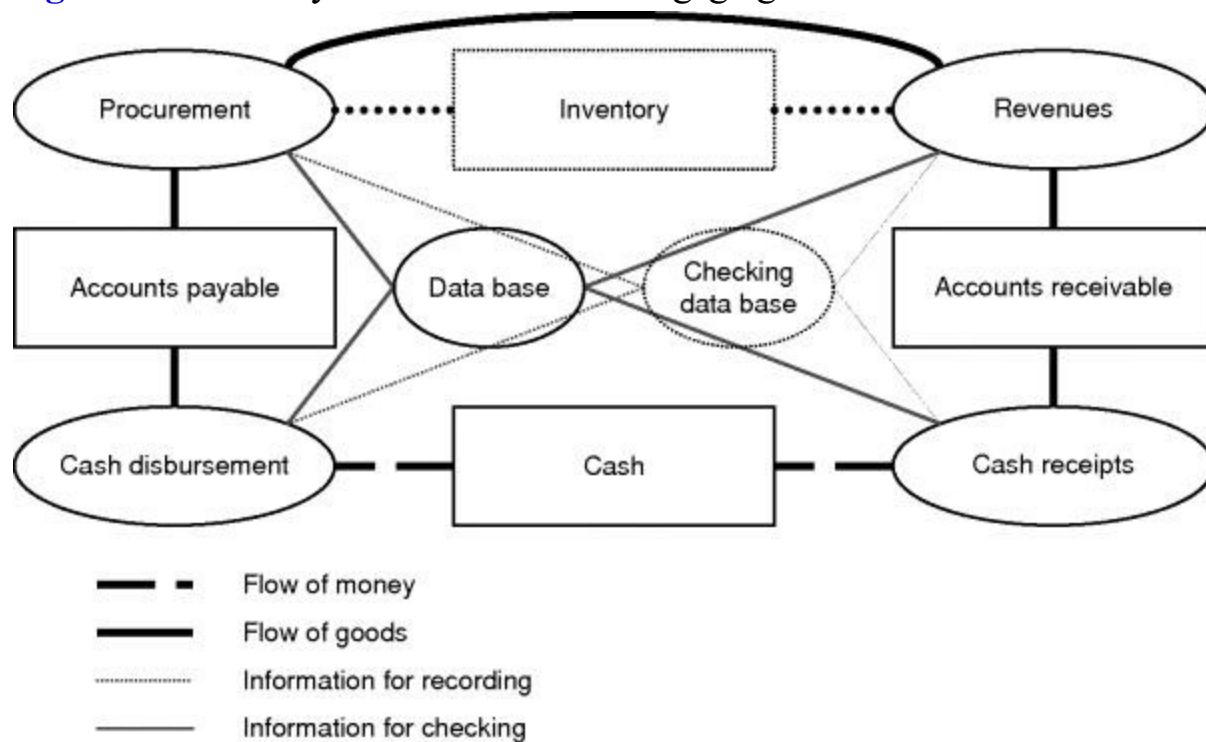 Procurement
Inventory
Revenues
Accounts payable
Data base
Checking
data base
Accounts receivable
Cash disbursement
Cash
Cash receipts
Flow of money
Flow of goods
Information for recording
Information for checking